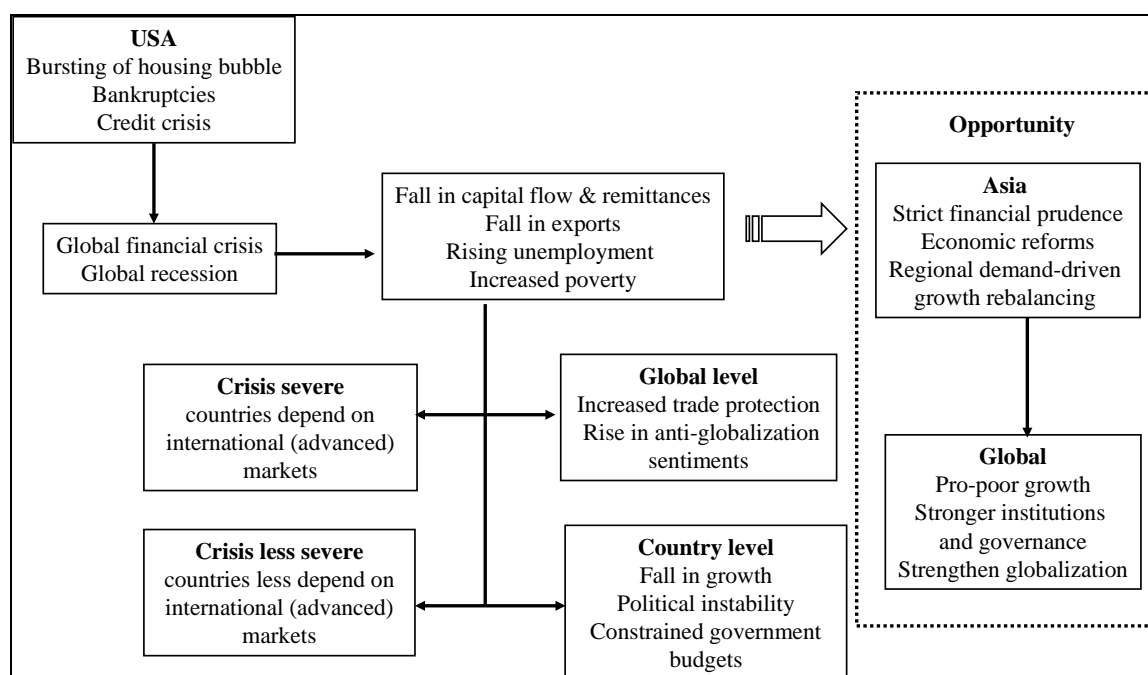 USA
Bursting of housing bubble
Bankruptcies
Credit crisis
Global financial crisis
Global recession
Fall in capital flow & remittances
Fall in exports
Rising unemployment
Increased poverty
Crisis severe
countries depend on
international (advanced)
markets
Global level
Increased trade protection
Rise in anti-globalization
sentiments
Crisis less severe
countries less depend on
international (advanced)
markets
Country level
Fall in growth
Political instability
Constrained government
budgets
Opportunity
Asia
Strict financial prudence
Economic reforms
Regional demand-driven
growth rebalancing
Global
Pro-poor growth
Stronger institutions
and governance
Strengthen globalization